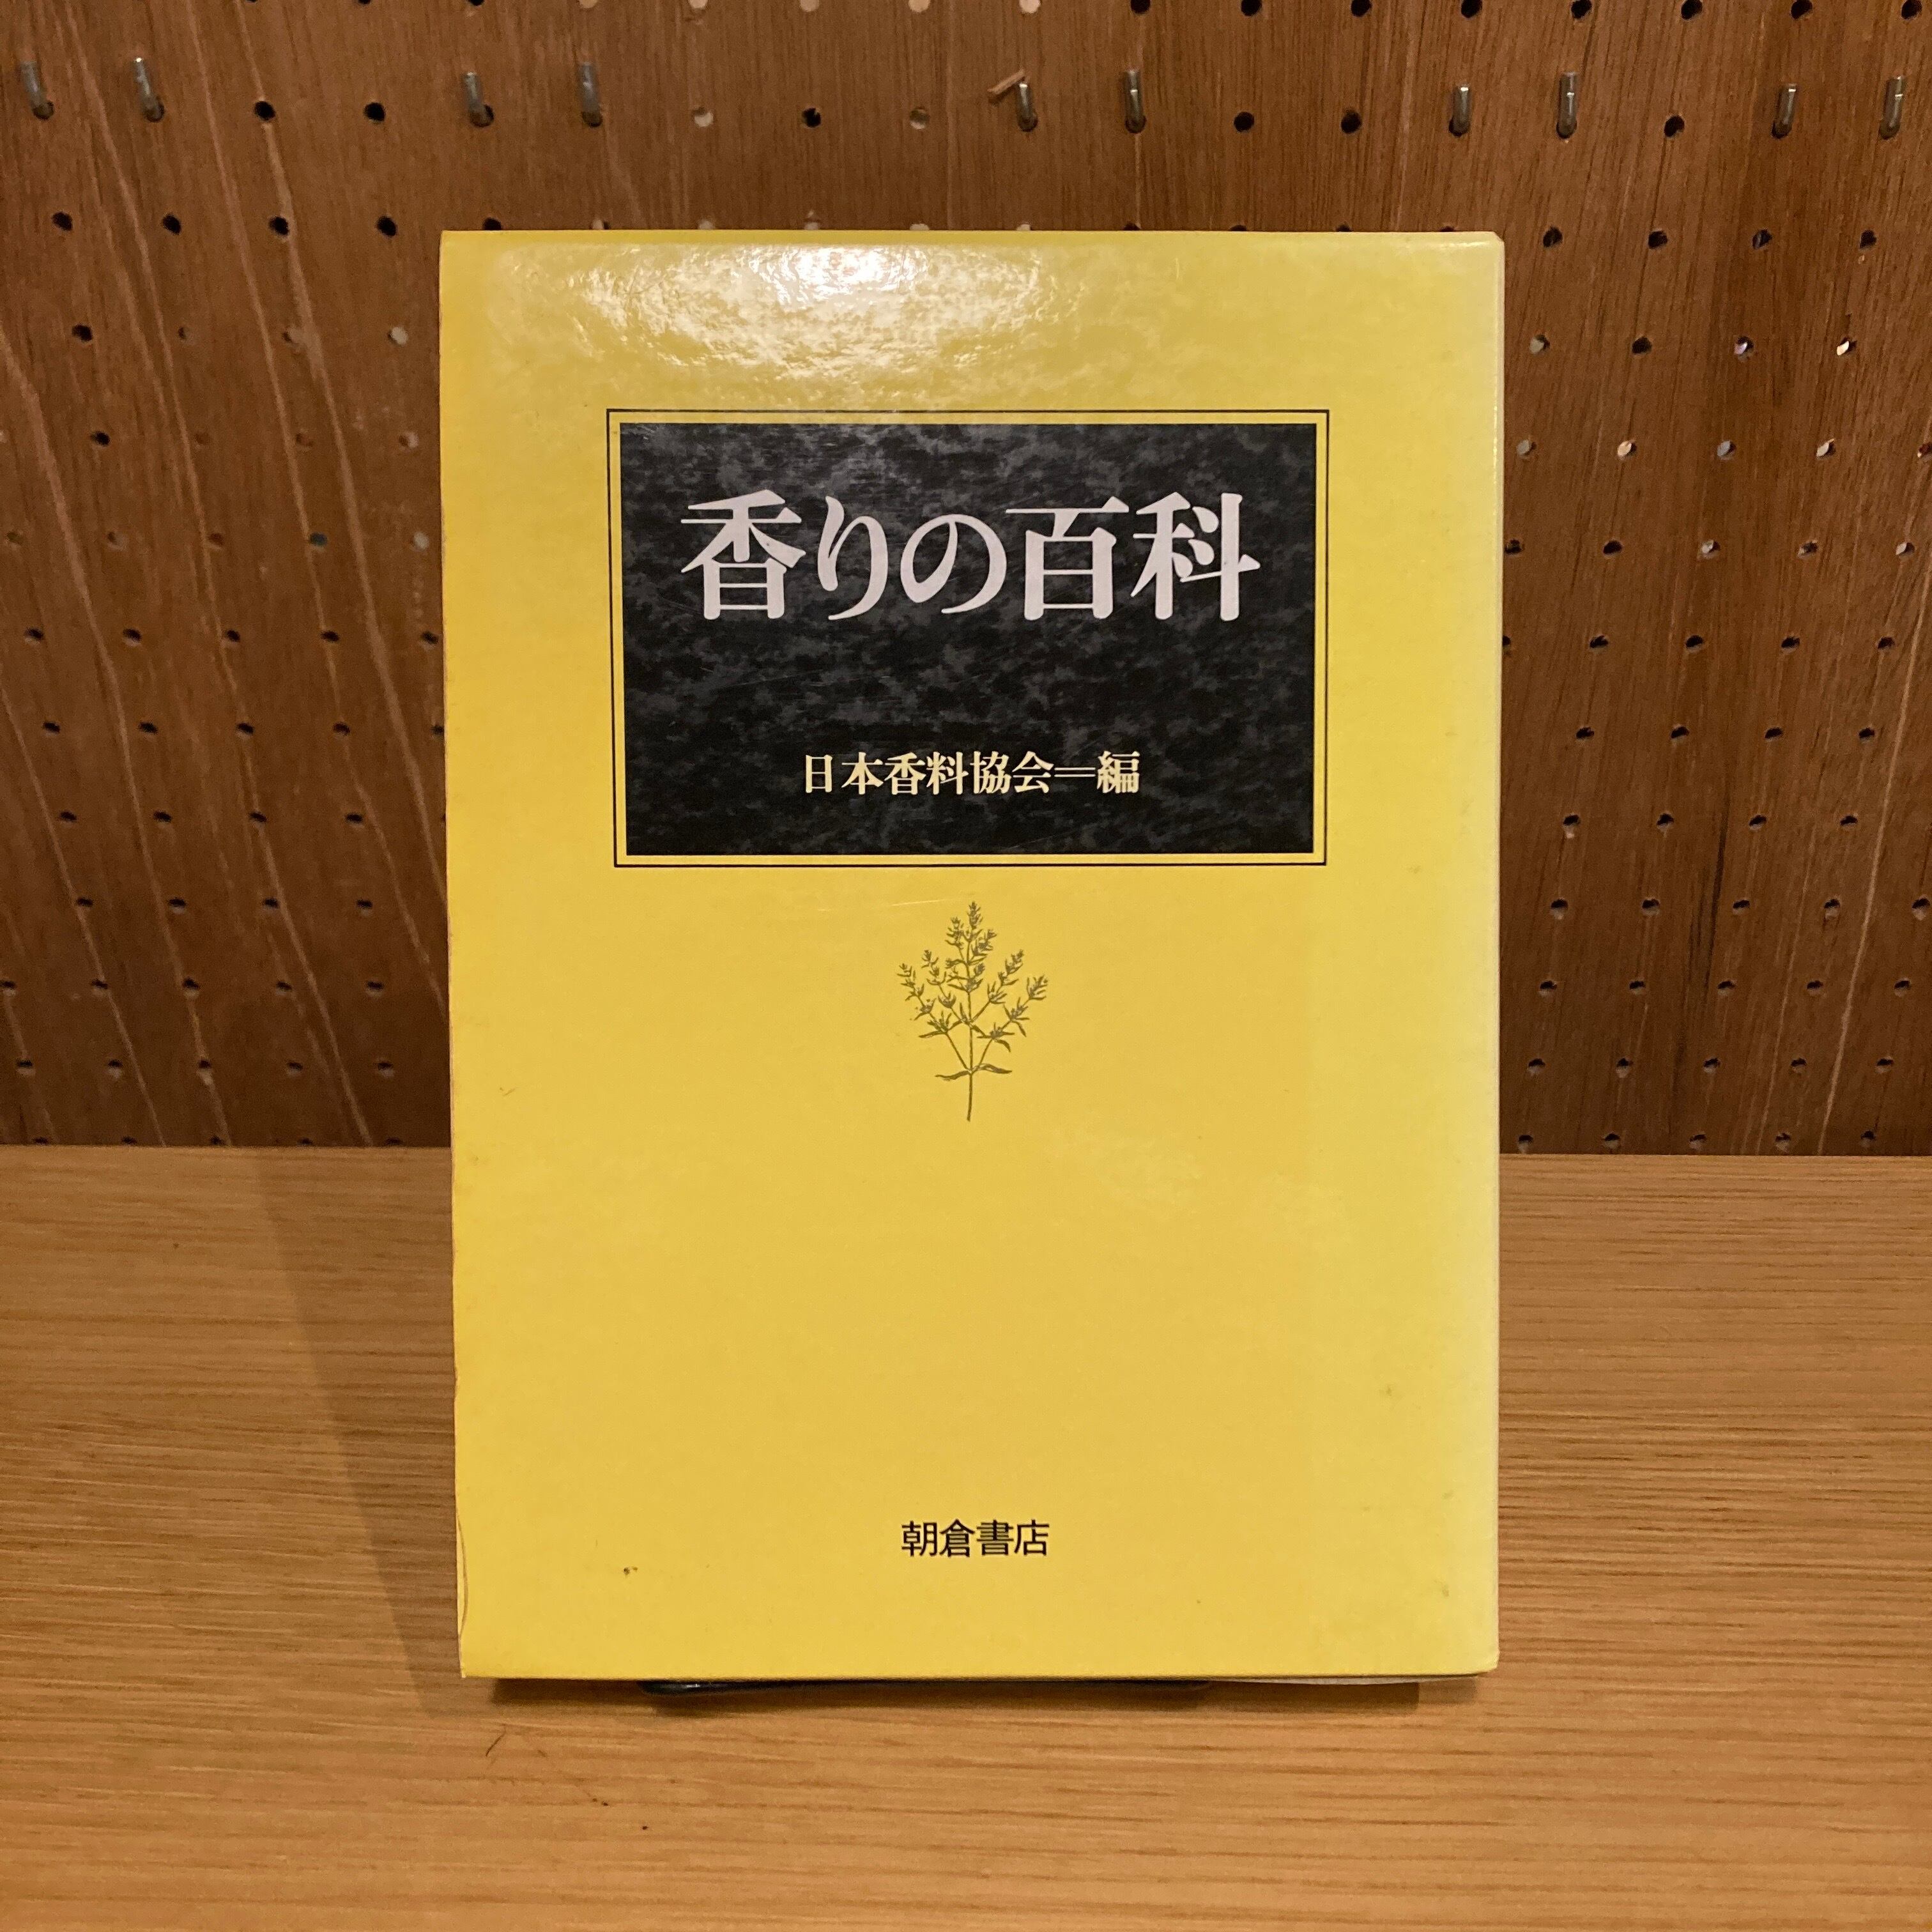 香りの百科
日本香料協会＝編
朝倉書店